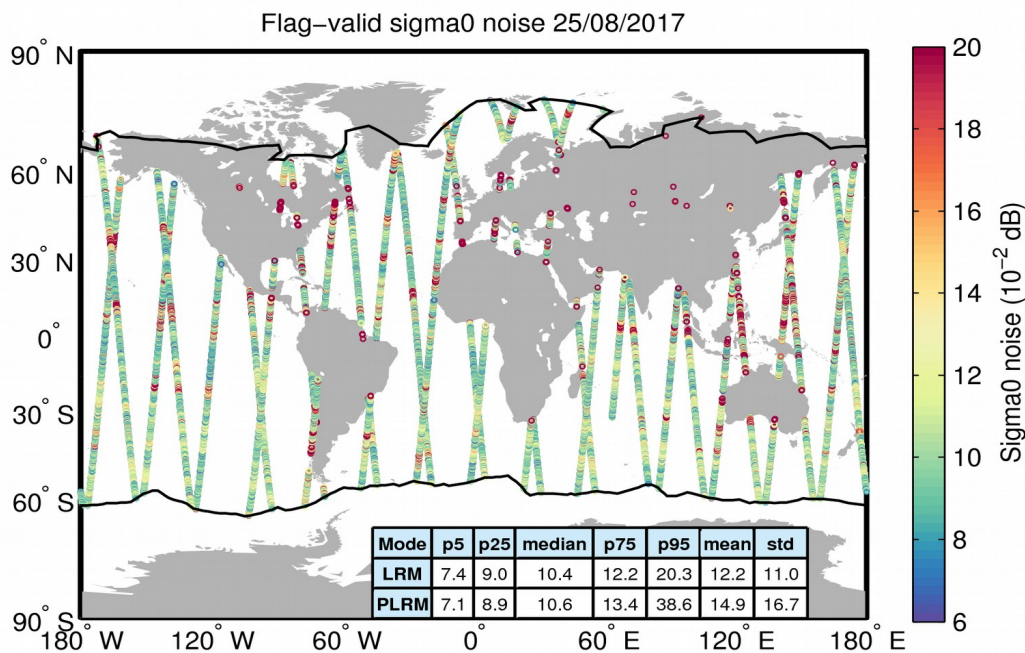 Flag-valid sigma0 noise 25/08/2017
90° N
60° N
30° N
0°
30° S
60° S
90° S
180° W
120° W
60° W
0°
60° E
120° E
180° E
Mode p5 p25 median p75 p95 mean std
LRM 7.4 9.0 10.4 12.2 20.3 12.2 11.0
PLRM 7.1 8.9 10.6 13.4 38.6 14.9 16.7
20
18
16
14
12
10
8
6
Sigma0 noise (10⁻² dB)